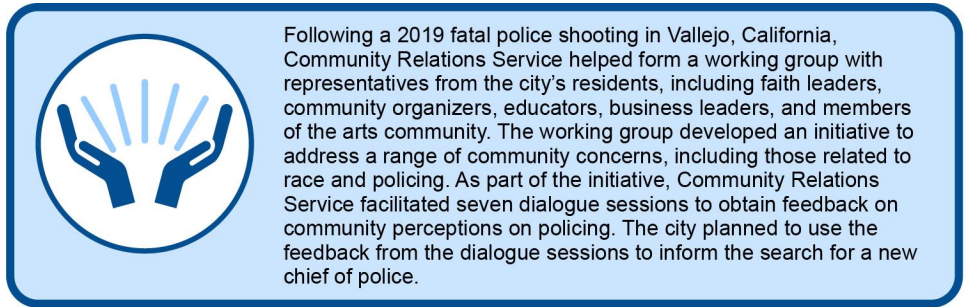 Following a 2019 fatal police shooting in Vallejo, California,
Community Relations Service helped form a working group with
representatives from the city's residents, including faith leaders,
community organizers, educators, business leaders, and members
of the arts community. The working group developed an initiative to
address a range of community concerns, including those related to
race and policing. As part of the initiative, Community Relations
Service facilitated seven dialogue sessions to obtain feedback on
community perceptions on policing. The city planned to use the
feedback from the dialogue sessions to inform the search for a new
chief of police.